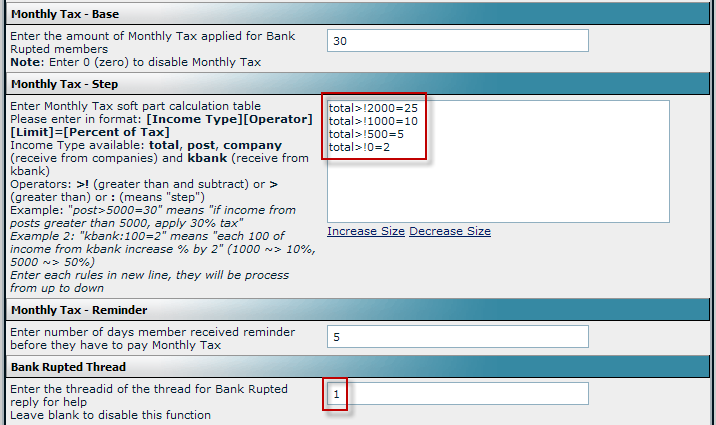 Monthly Tax - Base
Enter the amount of Monthly Tax applied for Bank
Rupted members
Note: Enter 0 (zero) to disable Monthly Tax
30
Monthly Tax - Step
Enter Monthly Tax soft part calculation table
Please enter in format: [Income Type][Operator]
[Limit]=[Percent of Tax]
Income Type available: total, post, company
(receive from companies) and kbank (receive from
kbank)
Operators: >! (greater than and subtract) or >
(greater than) or : (means "step")
Example: "post>5000=30" means "if income from
posts greater than 5000, apply 30% tax"
Example 2: "kbank:100=2" means "each 100 of
income from kbank increase % by 2" (1000 ~> 10%,
5000 ~> 50%)
Enter each rules in new line, they will be process
from up to down
total>!2000=25
total>!1000=10
total>!500=5
total>!0=2
Increase Size Decrease Size
Monthly Tax - Reminder
Enter number of days member received reminder
before they have to pay Monthly Tax
5
Bank Rupted Thread
Enter the threadid of the thread for Bank Rupted
reply for help
Leave blank to disable this function
1